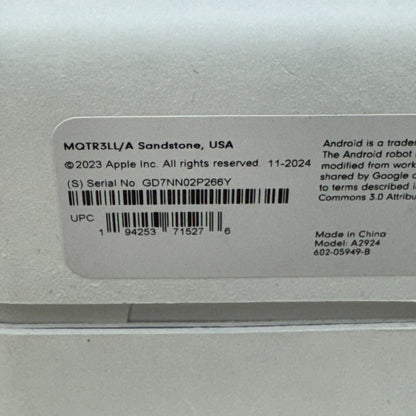 MQTR3LL/A Sandstone, USA
©2023 Apple Inc. All rights reserved. 11-2024
(S) Serial No. GD7NN02P266Y
UPC
1 94253 71527 6
Android is a trade
The Android robot
modified from work
shared by Google
to terms described i
Commons 3.0 Attribu
Made in China
Model: A2924
602-05949-B